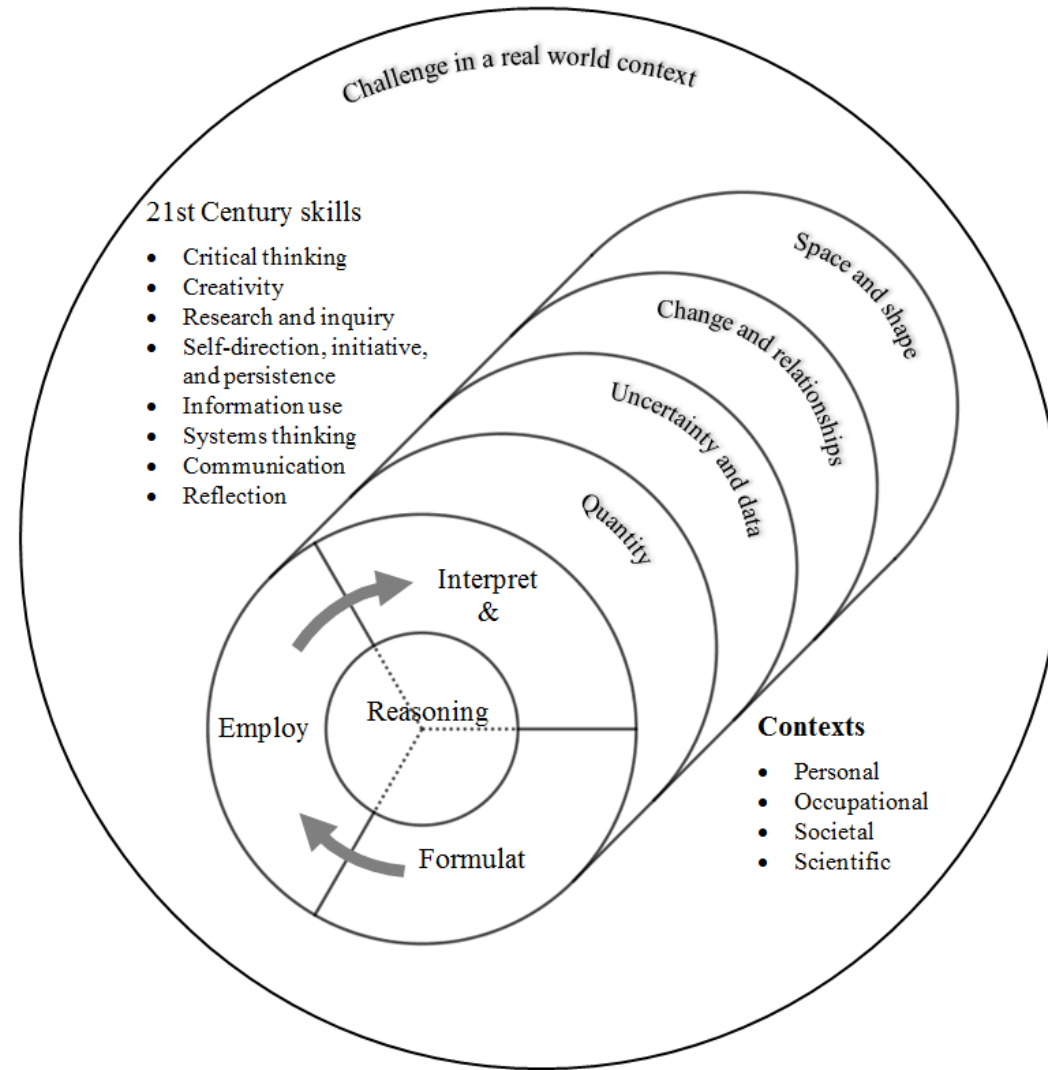 Challenge in a real world context
21st Century skills
• Critical thinking
• Creativity
• Research and inquiry
• Self-direction, initiative,
and persistence
• Information use
• Systems thinking
• Communication
• Reflection
Space and shape
Change and relationships
Uncertainty and data
Quantity
Interpret
&
Reasoning
Employ
Formulat
Contexts
• Personal
• Occupational
• Societal
• Scientific